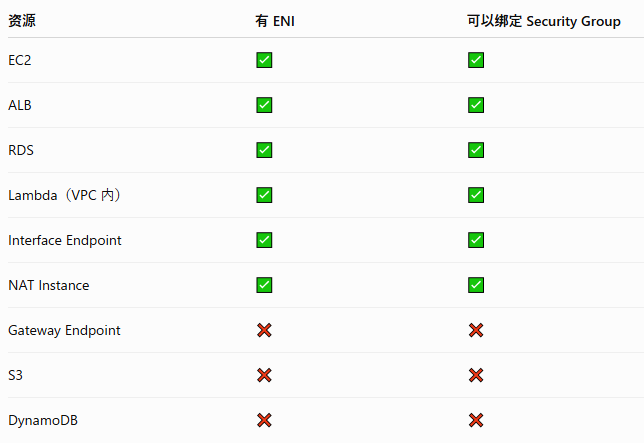 资源 有 ENI 可以绑定 Security Group
EC2 ✅ ✅
ALB ✅ ✅
RDS ✅ ✅
Lambda（VPC 内） ✅ ✅
Interface Endpoint ✅ ✅
NAT Instance ✅ ✅
Gateway Endpoint ❌ ❌
S3 ❌ ❌
DynamoDB ❌ ❌